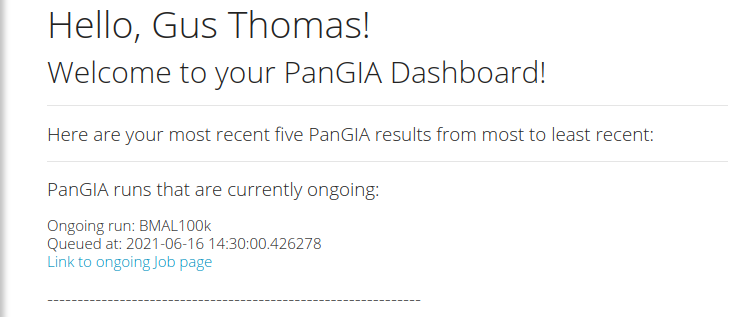 Hello, Gus Thomas!
Welcome to your PanGIA Dashboard!
Here are your most recent five PanGIA results from most to least recent:
PanGIA runs that are currently ongoing:
Ongoing run: BMAL100k
Queued at: 2021-06-16 14:30:00.426278
Link to ongoing Job page
--------------------------------------------------------------